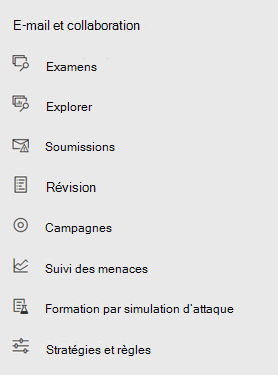 E-mail et collaboration
Examens
Explorer
Soumissions
Révision
Campagnes
Suivi des menaces
Formation par simulation d'attaque
Stratégies et règles